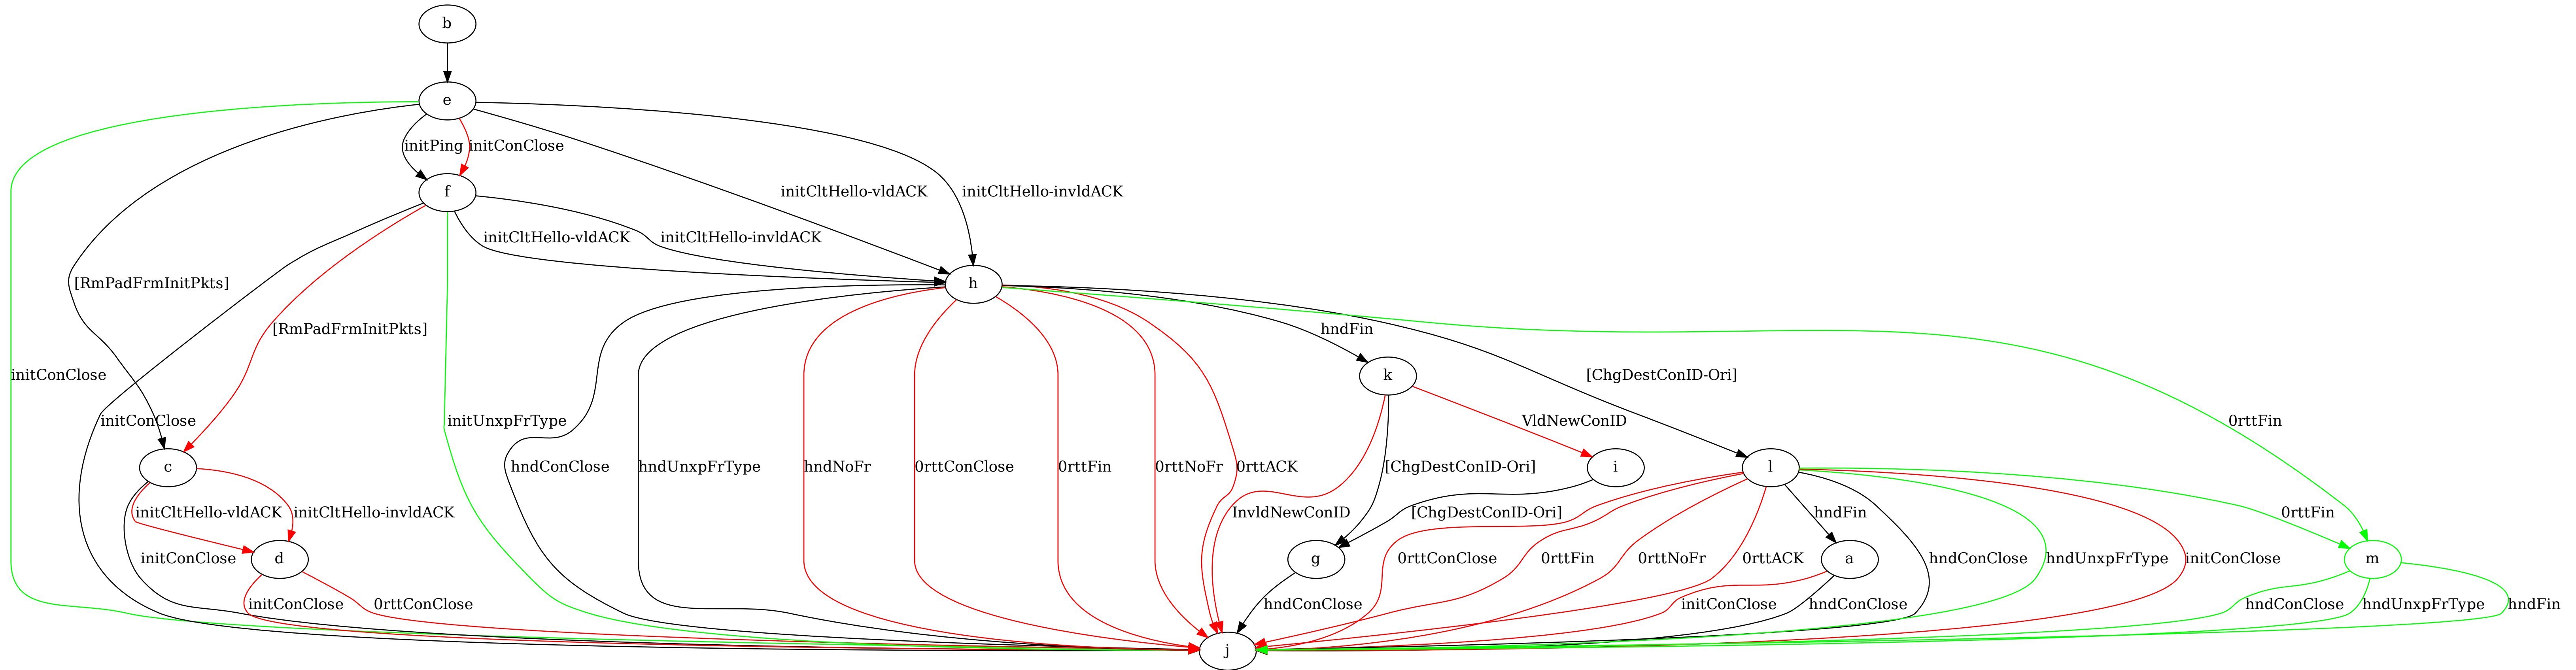 b
e
initPing initConClose
f
initCltHello-vldACK initCltHello-invldACK
initCltHello-vldACK initCltHello-invldACK
[RmPadFrmInitPkts]
h
[RmPadFrmInitPkts] hndFin
initConClose k [ChgDestConID-Ori]
initConClose initUnxpFrType VldNewConID 0rttFin
c hndConClose hndUnxpFrType hndNoFr 0rttConClose 0rttFin 0rttNoFr 0rttACK [ChgDestConID-Ori] i l
initCltHello-vldACK initCltHello-invldACK InvldNewConID [ChgDestConID-Ori] hndFin 0rttFin
initConClose d g 0rttConClose 0rttFin 0rttNoFr 0rttACK a hndConClose hndUnxpFrType initConClose m
initConClose 0rttConClose hndConClose initConClose hndConClose hndConClose hndUnxpFrType hndFin
j